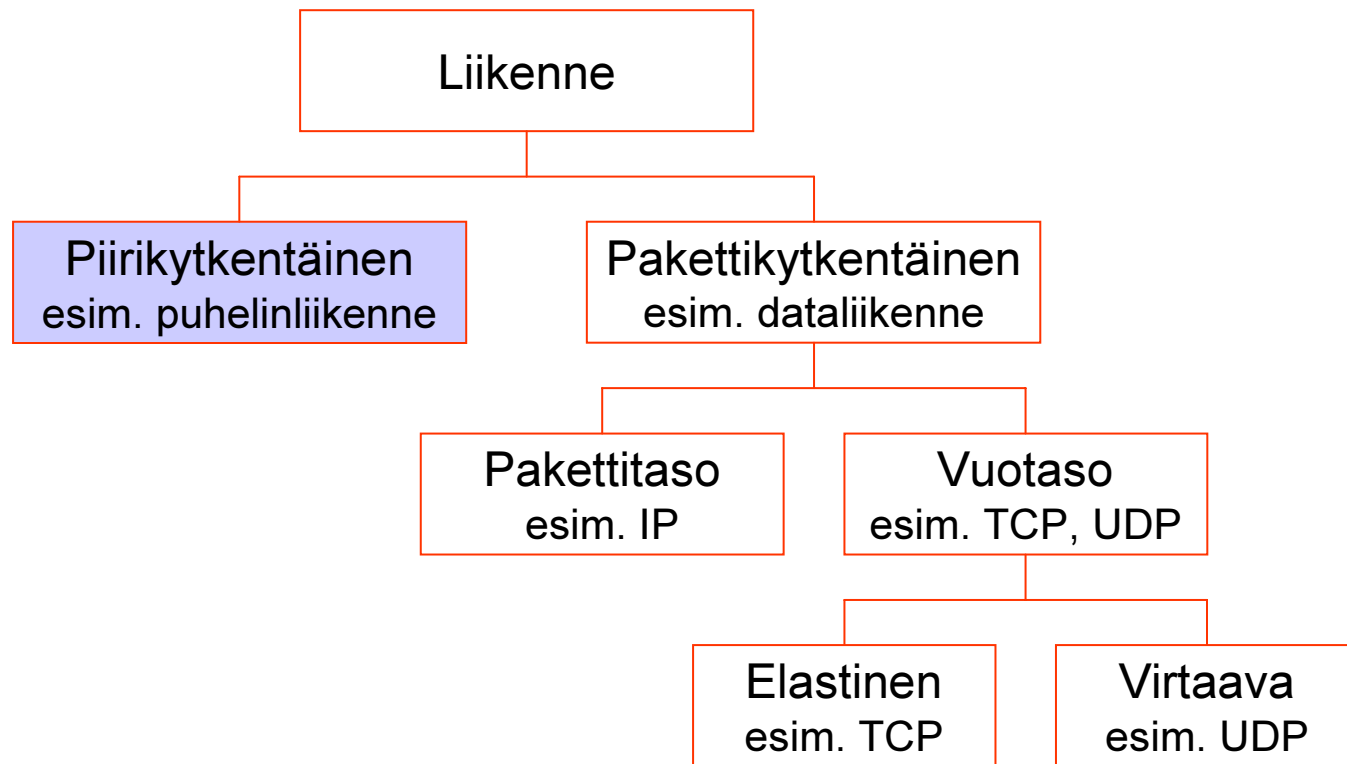 Liikenne
Piirikytkentäinen
esim. puhelinliikenne
Pakettikytkentäinen
esim. dataliikenne
Pakettitaso
esim. IP
Vuotaso
esim. TCP, UDP
Elastinen
esim. TCP
Virtaava
esim. UDP